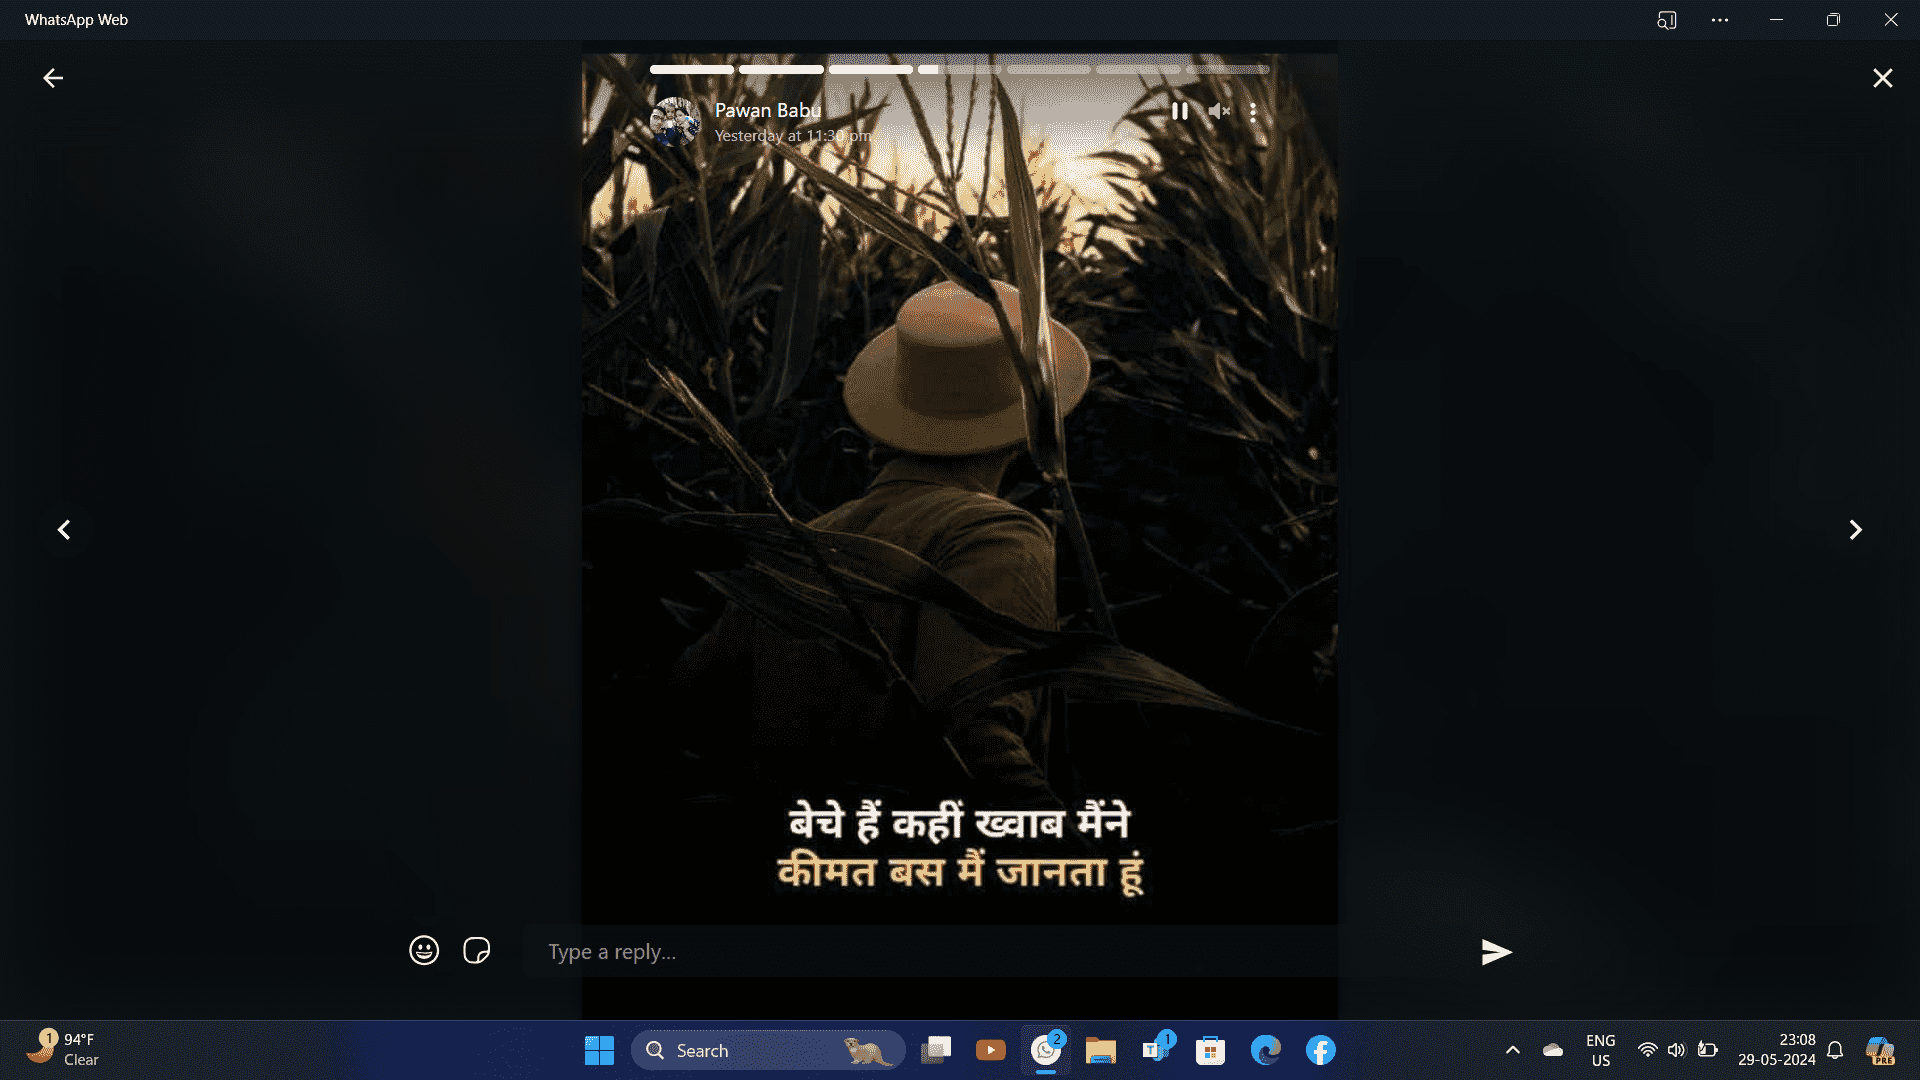 WhatsApp Web
Pawan Babu
Yesterday at 11:30 pm
बेचे हैं कहीं ख्वाब मैंने
कीमत बस मैं जानता हूं
Type a reply...
1
94°F
Clear
Search
2
T
1
ENG
US
23:08
29-05-2024
PRE